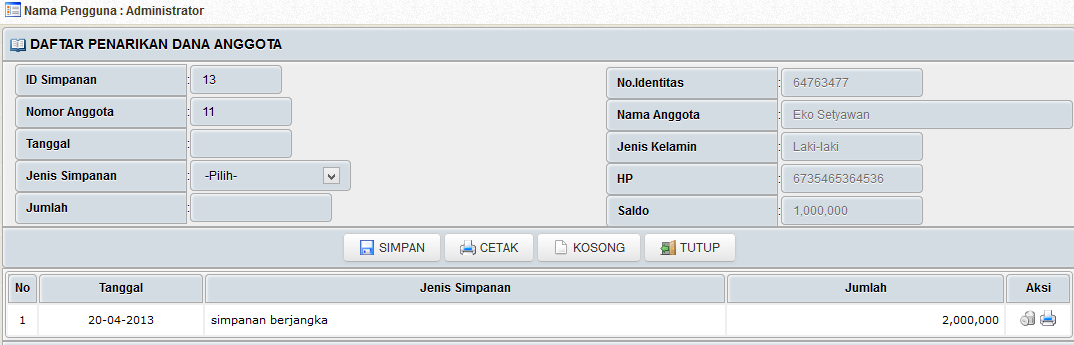 Nama Pengguna : Administrator
DAFTAR PENARIKAN DANA ANGGOTA
ID Simpanan : 13
Nomor Anggota : 11
Tanggal :
Jenis Simpanan : -Pilih-
Jumlah :
No.Identitas : 64763477
Nama Anggota : Eko Setyawan
Jenis Kelamin : Laki-laki
HP : 6735465364536
Saldo : 1,000,000
SIMPAN CETAK KOSONG TUTUP
No Tanggal Jenis Simpanan Jumlah Aksi
1 20-04-2013 simpanan berjangka 2,000,000